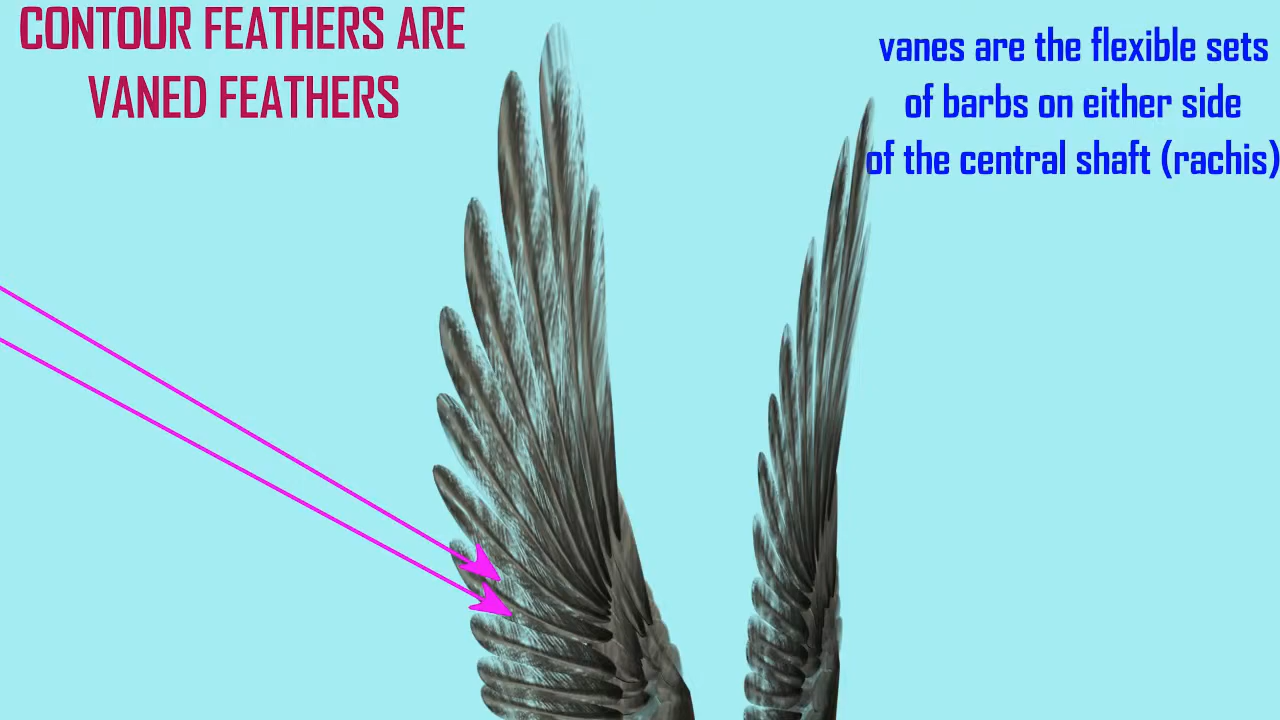 CONTOUR FEATHERS ARE
VANED FEATHERS
vanes are the flexible sets
of barbs on either side
of the central shaft (rachis)